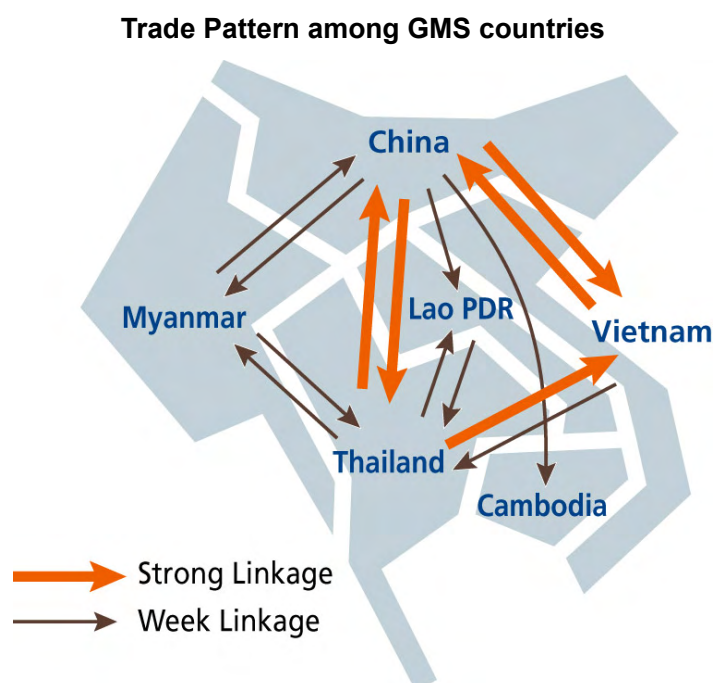 Trade Pattern among GMS countries
China
Myanmar
Lao PDR
Vietnam
Thailand
Cambodia
Strong Linkage
Week Linkage